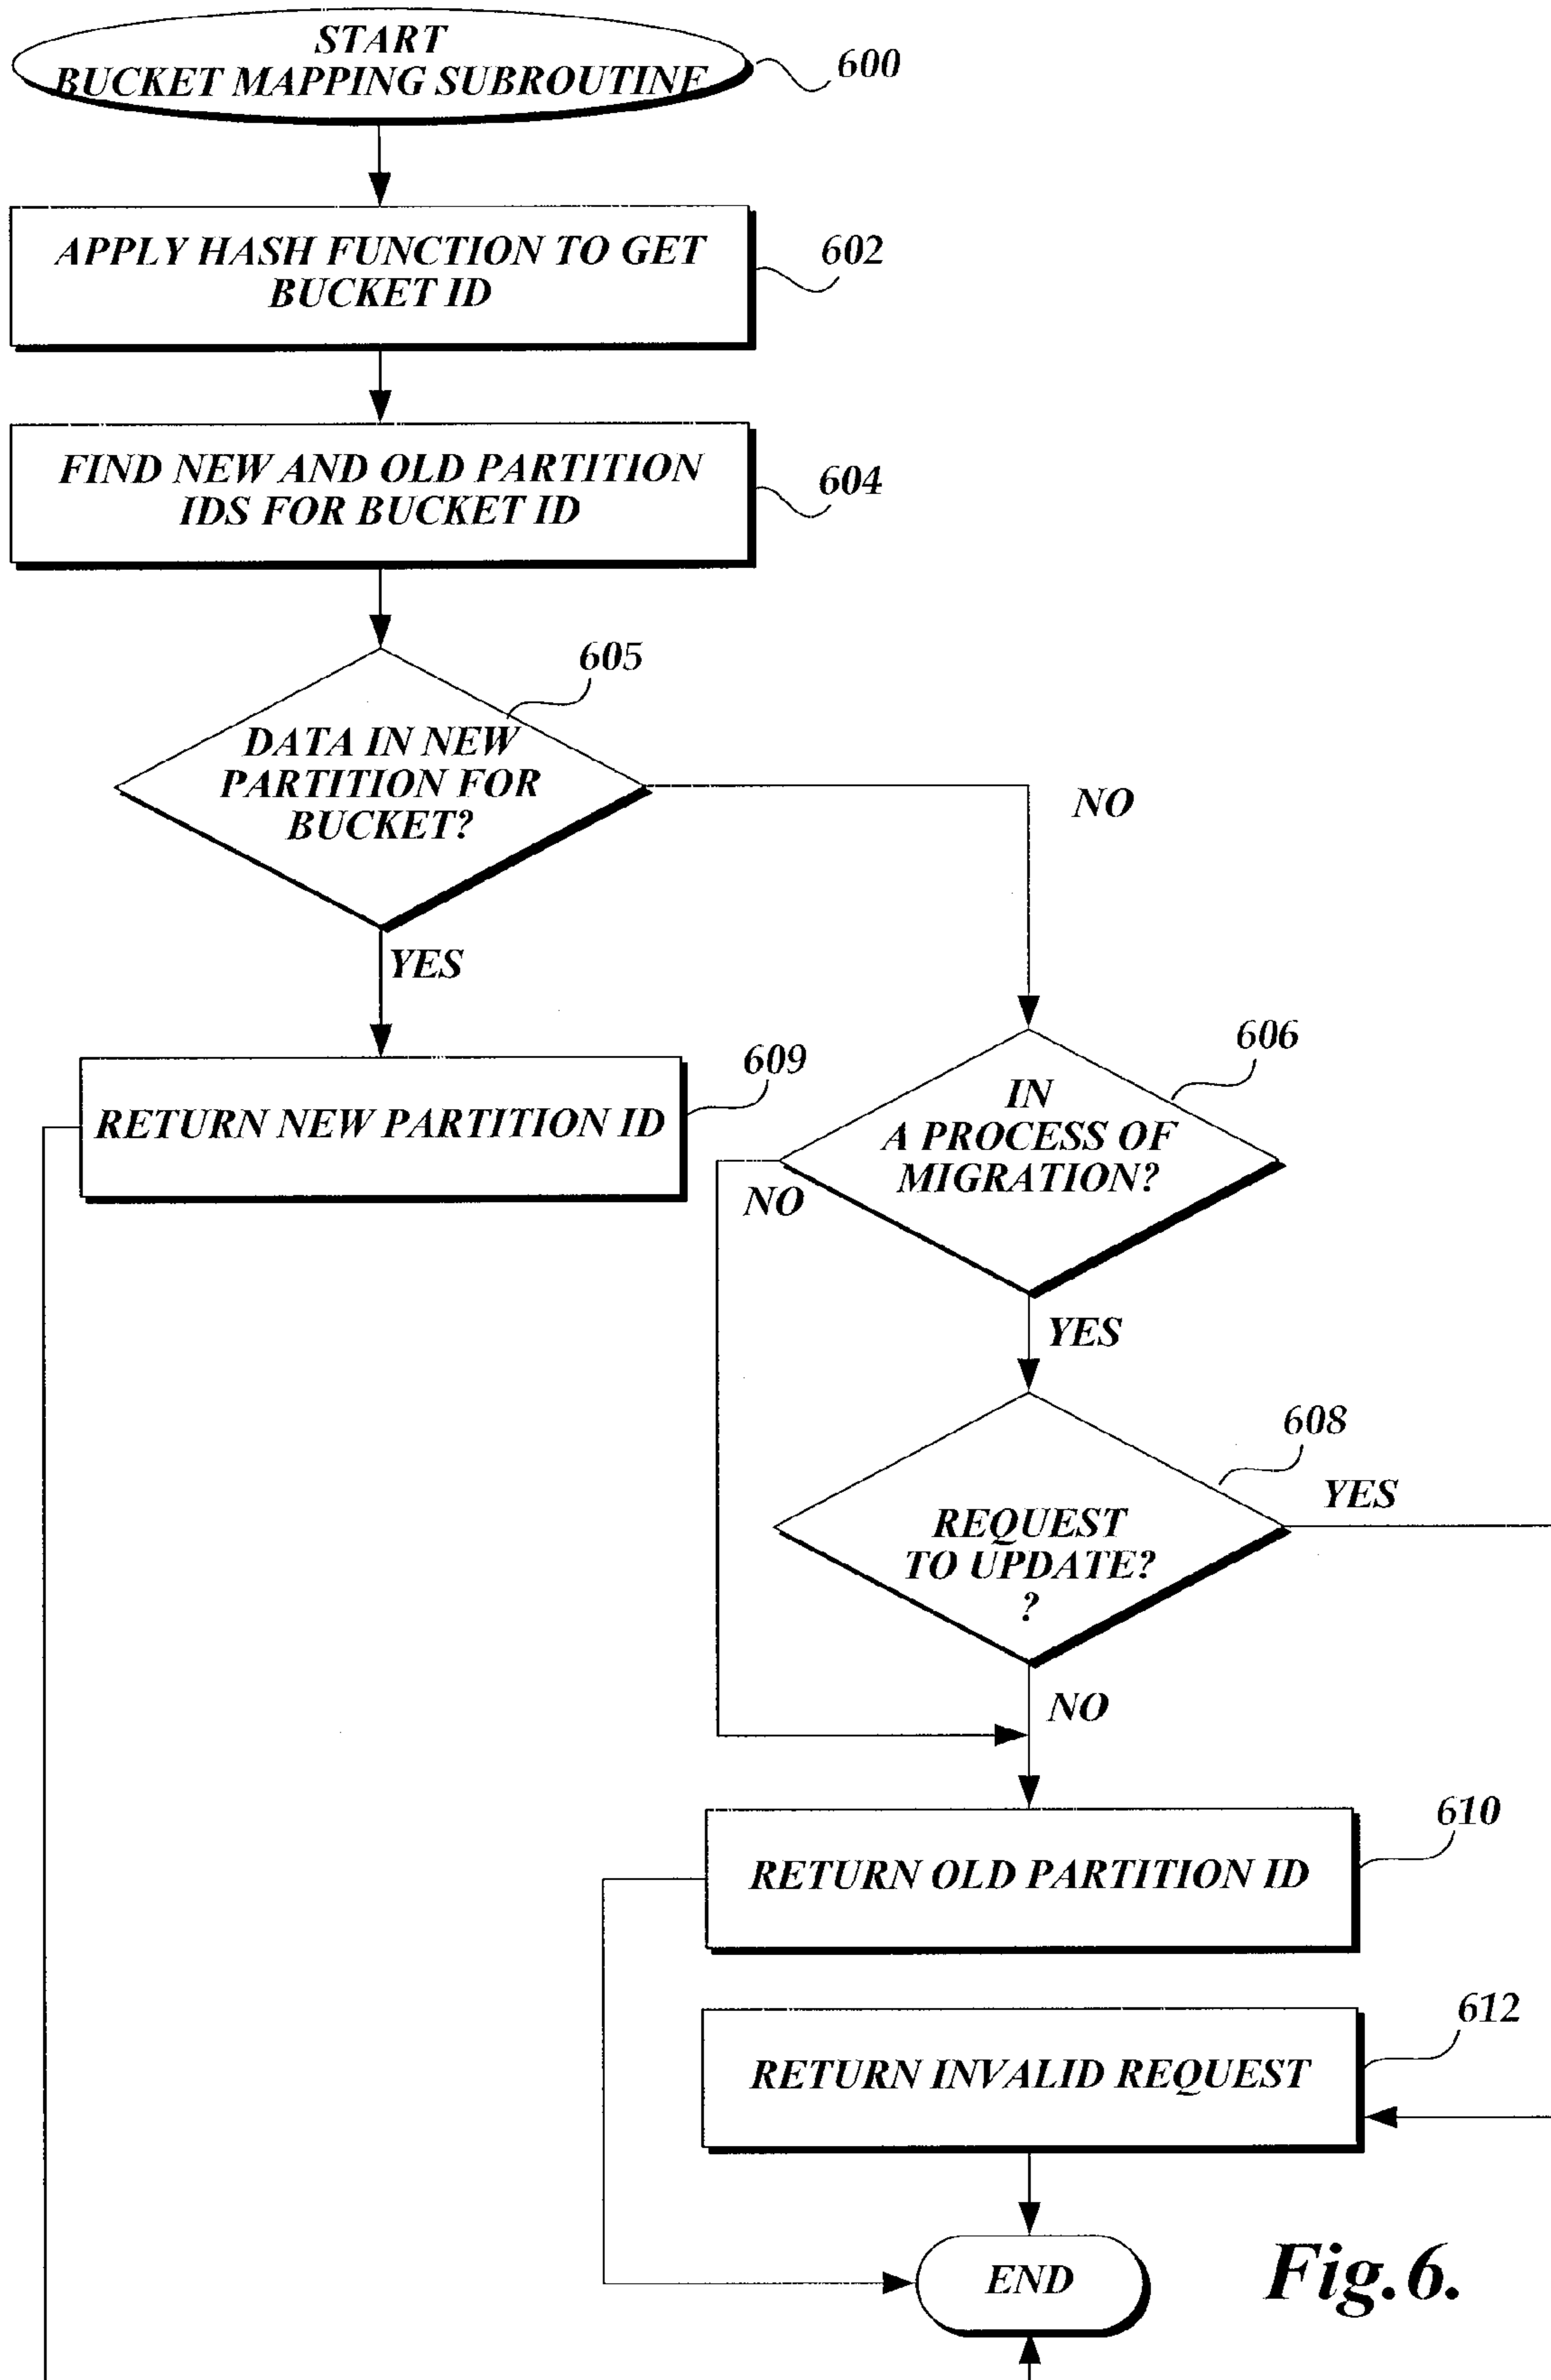 START
BUCKET MAPPING SUBROUTINE
600
APPLY HASH FUNCTION TO GET
BUCKET ID
602
FIND NEW AND OLD PARTITION
IDS FOR BUCKET ID
604
605
DATA IN NEW
PARTITION FOR
BUCKET?
NO
YES
606
609
RETURN NEW PARTITION ID
IN
A PROCESS OF
MIGRATION?
NO
YES
608
YES
REQUEST
TO UPDATE?
?
NO
610
RETURN OLD PARTITION ID
612
RETURN INVALID REQUEST
END
Fig.6.